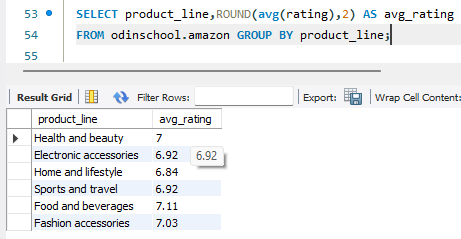 53 SELECT product_line,ROUND(avg(rating),2) AS avg_rating
54 FROM odinschool.amazon GROUP BY product_line;
55
Result Grid Filter Rows: Export: Wrap Cell Content:
product_line avg_rating
Health and beauty 7
Electronic accessories 6.92 6.92
Home and lifestyle 6.84
Sports and travel 6.92
Food and beverages 7.11
Fashion accessories 7.03